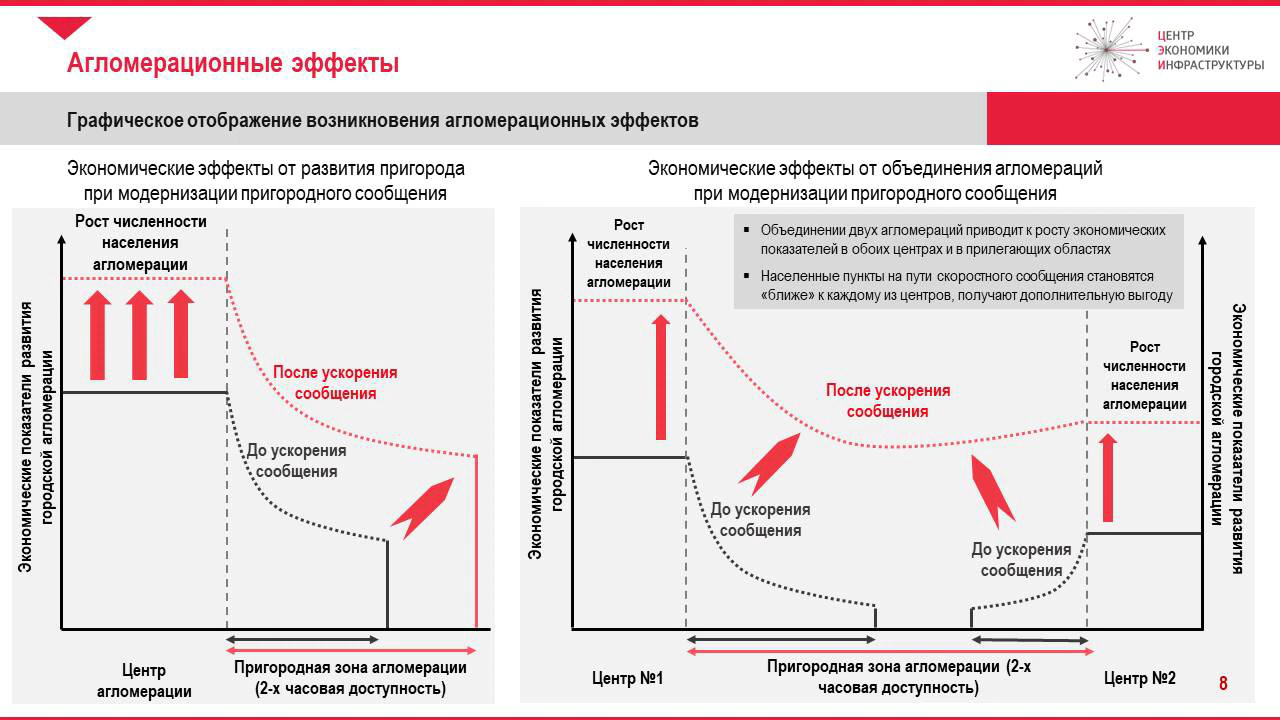 Агломерационные эффекты
ЦЕНТР
ЭКОНОМИКИ
ИНФРАСТРУКТУРЫ
Графическое отображение возникновения агломерационных эффектов
Экономические эффекты от развития пригорода
при модернизации пригородного сообщения
Рост численности
населения
агломерации
Экономические показатели развития
городской агломерации
После ускорения
сообщения
До ускорения
сообщения
Центр
агломерации
Пригородная зона агломерации
(2-х часовая доступность)
Экономические эффекты от объединения агломераций
при модернизации пригородного сообщения
Рост
численности
населения
агломерации
▪ Объединении двух агломераций приводит к росту экономических
показателей в обоих центрах и в прилегающих областях
▪ Населенные пункты на пути скоростного сообщения становятся
«ближе» к каждому из центров, получают дополнительную выгоду
Экономические показатели развития
городской агломерации
После ускорения
сообщения
До ускорения
сообщения
До ускорения
сообщения
Рост
численности
населения
агломерации
Экономические показатели развития
городской агломерации
Центр №1
Пригородная зона агломерации (2-х
часовая доступность)
Центр №2
8